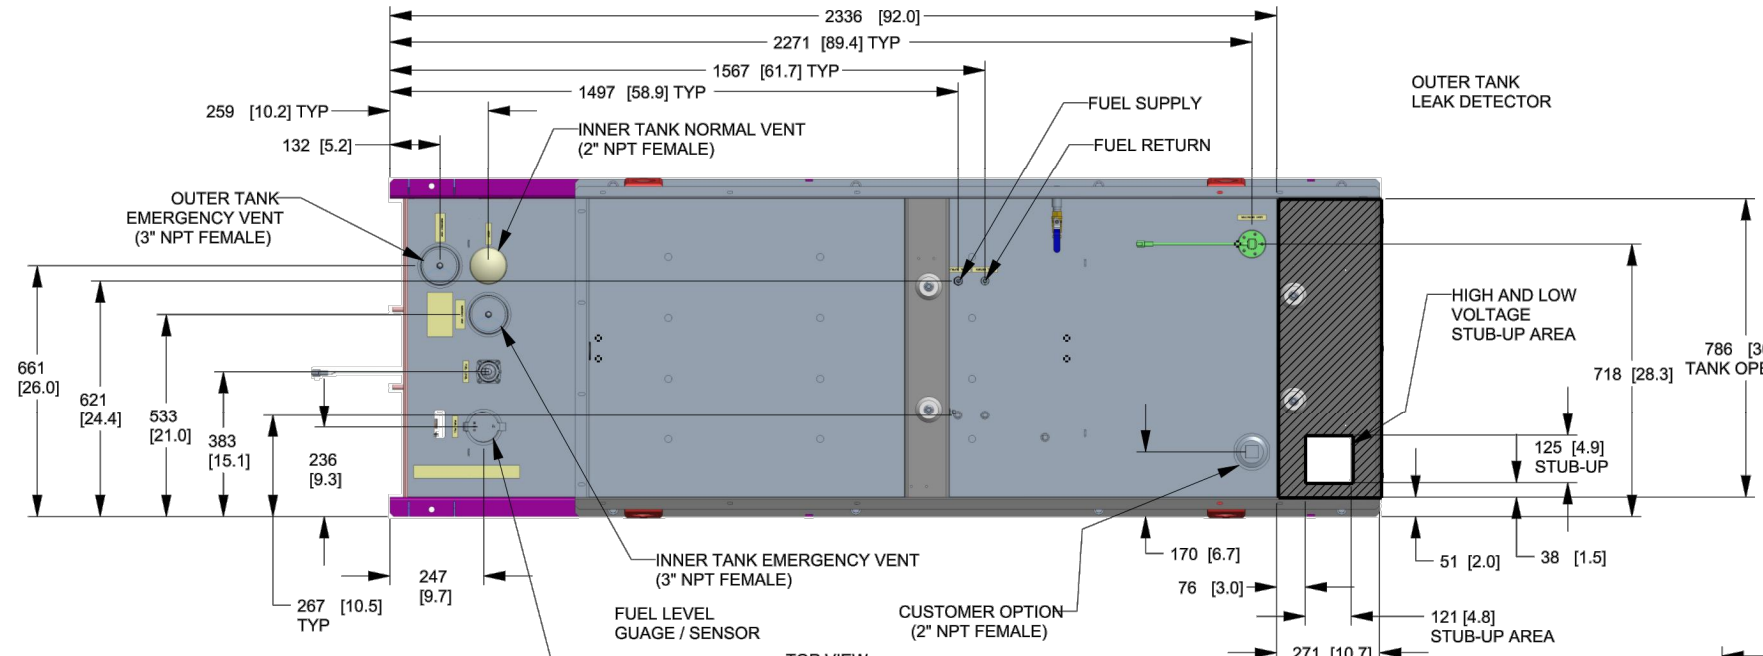 2336 [92.0]
2271 [89.4] TYP
1567 [61.7] TYP
1497 [58.9] TYP
259 [10.2] TYP
132 [5.2]
OUTER TANK
LEAK DETECTOR
FUEL SUPPLY
FUEL RETURN
INNER TANK NORMAL VENT
(2" NPT FEMALE)
OUTER TANK
EMERGENCY VENT
(3" NPT FEMALE)
HIGH AND LOW
VOLTAGE
STUB-UP AREA
661
[26.0]
621
[24.4]
533
[21.0]
383
[15.1]
236
[9.3]
786
TANK
718 [28.3]
125 [4.9]
STUB-UP
51 [2.0]
38 [1.5]
170 [6.7]
76 [3.0]
121 [4.8]
STUB-UP AREA
271 [10.7]
INNER TANK EMERGENCY VENT
(3" NPT FEMALE)
247
[9.7]
267 [10.5]
TYP
FUEL LEVEL
GUAGE / SENSOR
CUSTOMER OPTION
(2" NPT FEMALE)
TOP VIEW